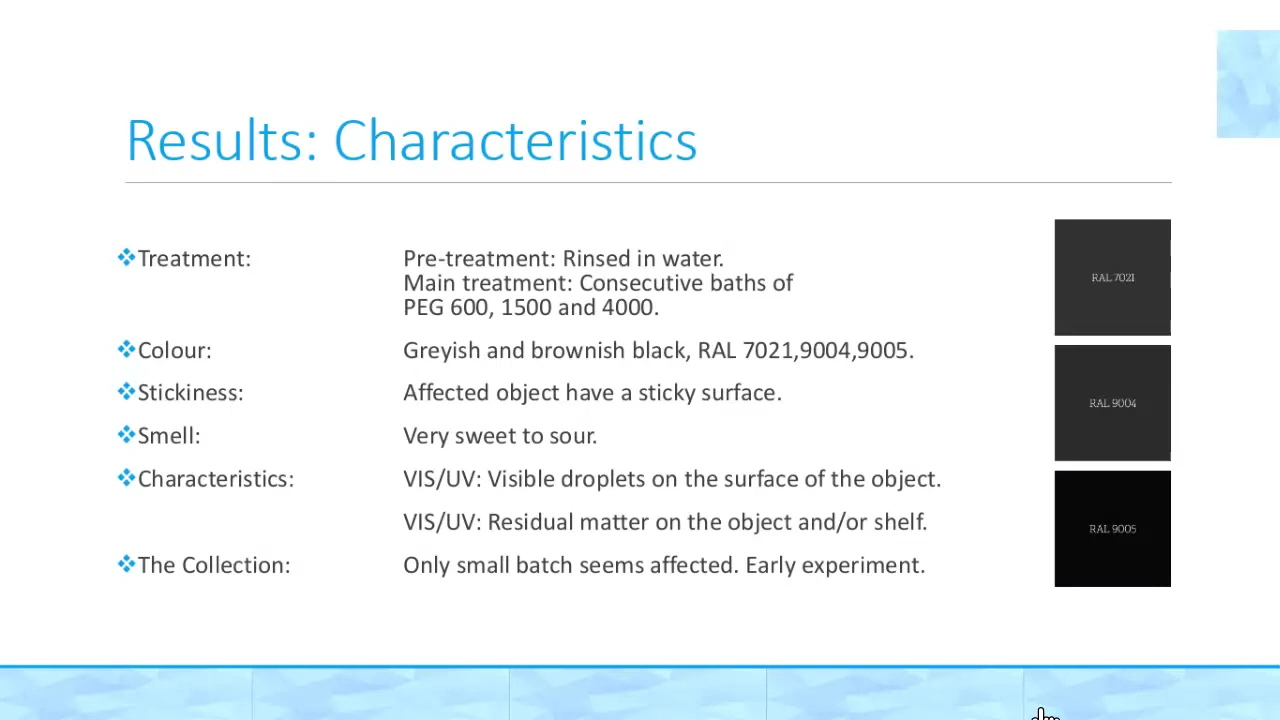 Results: Characteristics
Treatment: Pre-treatment: Rinsed in water.
Main treatment: Consecutive baths of
PEG 600, 1500 and 4000.
Colour: Greyish and brownish black, RAL 7021,9004,9005.
Stickiness: Affected object have a sticky surface.
Smell: Very sweet to sour.
Characteristics: VIS/UV: Visible droplets on the surface of the object.
VIS/UV: Residual matter on the object and/or shelf.
The Collection: Only small batch seems affected. Early experiment.
RAL 7021
RAL 9004
RAL 9005